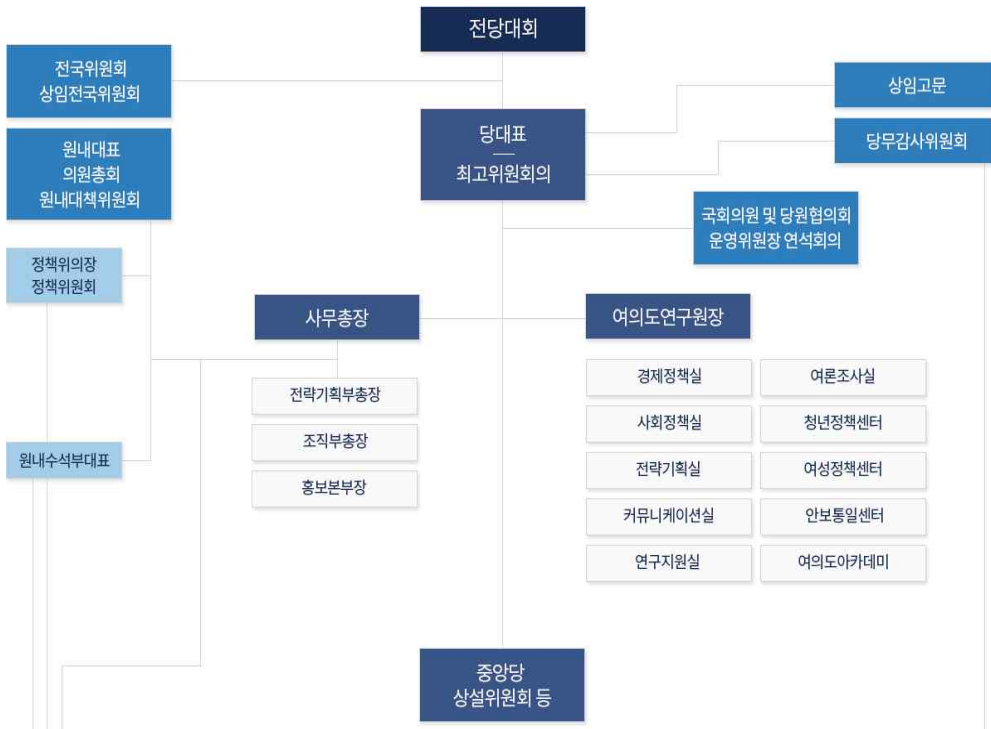 전당대회
전국위원회
상임전국위원회
상임고문
당대표
최고위원회의
원내대표
의원총회
원내대책위원회
당무감사위원회
국회의원 및 당원협의회
운영위원장 연석회의
정책위의장
정책위원회
사무총장
여의도연구원장
전략기획부총장
조직부총장
홍보본부장
경제정책실
여론조사실
사회정책실
청년정책센터
전략기획실
여성정책센터
커뮤니케이션실
안보통일센터
연구지원실
여의도아카데미
원내수석부대표
중앙당
상설위원회 등